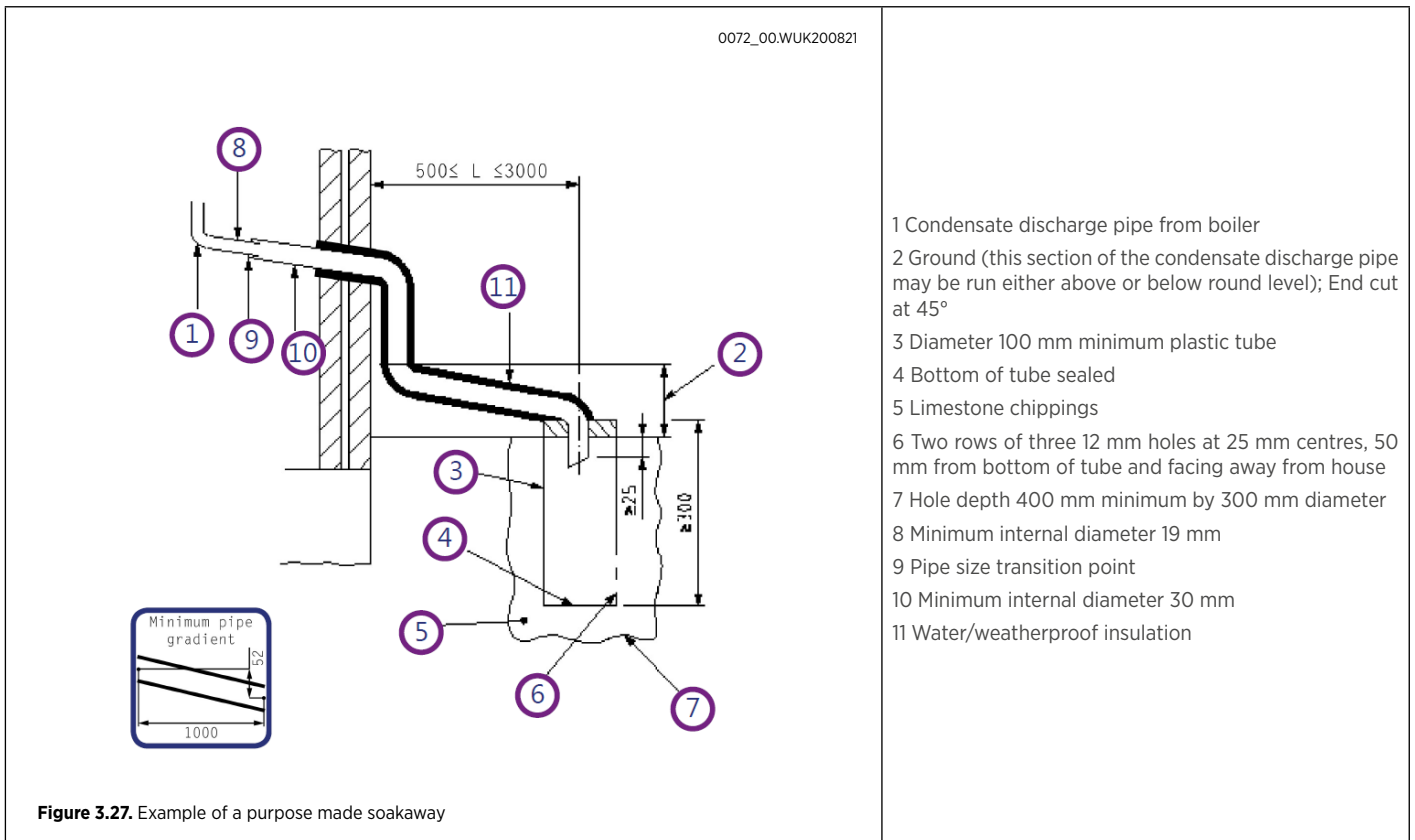 0072_00.WUK200821
8
500≤ L ≤3000
11
1
9
10
2
3
≥25
≥300
4
5
6
7
Minimum pipe
gradient
52
1000
Figure 3.27. Example of a purpose made soakaway
1 Condensate discharge pipe from boiler
2 Ground (this section of the condensate discharge pipe
may be run either above or below round level); End cut
at 45°
3 Diameter 100 mm minimum plastic tube
4 Bottom of tube sealed
5 Limestone chippings
6 Two rows of three 12 mm holes at 25 mm centres, 50
mm from bottom of tube and facing away from house
7 Hole depth 400 mm minimum by 300 mm diameter
8 Minimum internal diameter 19 mm
9 Pipe size transition point
10 Minimum internal diameter 30 mm
11 Water/weatherproof insulation